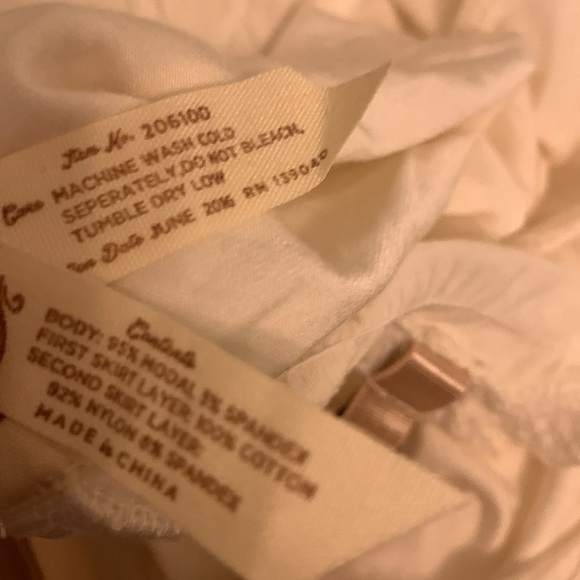 Item No. 206100
Care MACHINE WASH COLD
SEPERATELY, DO NOT BLEACH,
TUMBLE DRY LOW
Date JUNE 2016 RN
Contents
BODY: 95% MODAL 5% SPANDEX
FIRST SKIRT LAYER: 100% COTTON
SECOND SKIRT LAYER:
92% NYLON 8% SPANDEX
MADE in CHINA